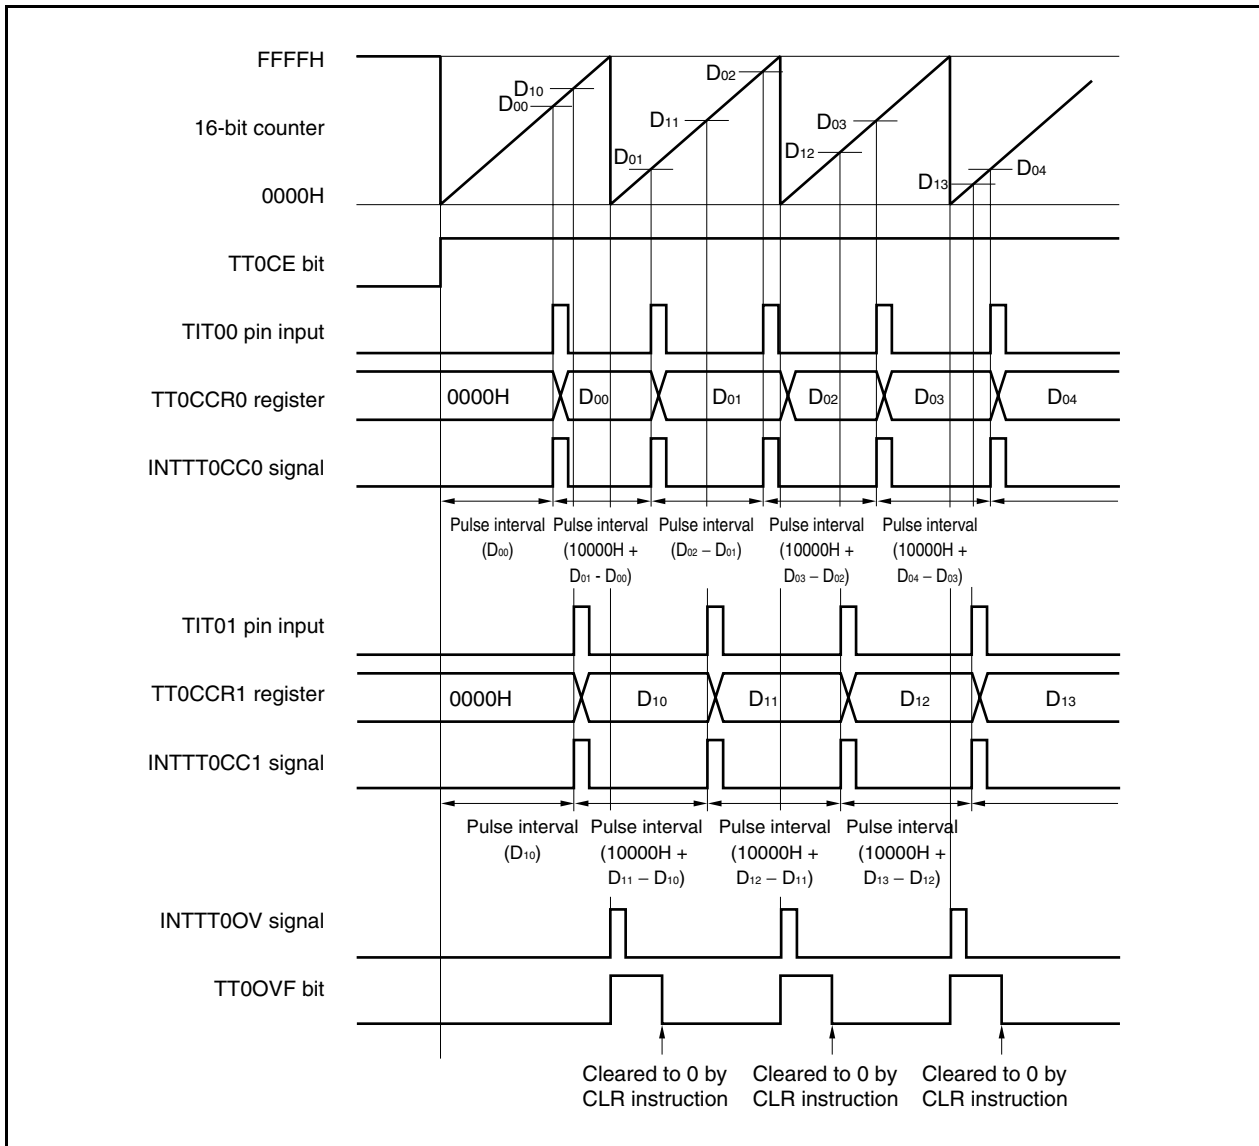 FFFFH
D10
D00
D02
D11
D03
D12
D01
D13
D04
16-bit counter
0000H
TT0CE bit
TIT00 pin input
TT0CCR0 register
0000H D00 D01 D02 D03 D04
INTTT0CC0 signal
Pulse interval
(D00)
Pulse interval
(10000H +
D01 - D00)
Pulse interval
(D02 – D01)
Pulse interval
(10000H +
D03 – D02)
Pulse interval
(10000H +
D04 – D03)
TIT01 pin input
TT0CCR1 register
0000H D10 D11 D12 D13
INTTT0CC1 signal
Pulse interval
(D10)
Pulse interval
(10000H +
D11 – D10)
Pulse interval
(10000H +
D12 – D11)
Pulse interval
(10000H +
D13 – D12)
INTTT0OV signal
TT0OVF bit
Cleared to 0 by
CLR instruction
Cleared to 0 by
CLR instruction
Cleared to 0 by
CLR instruction